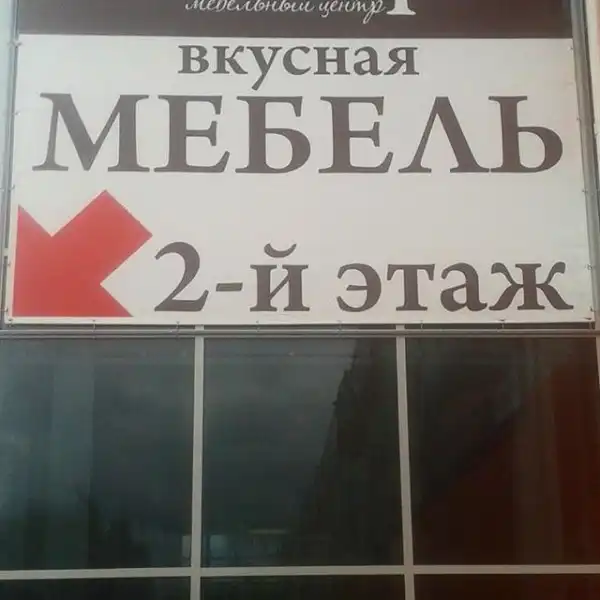 мебельный центр
вкусная
МЕБЕЛЬ
2-й этаж